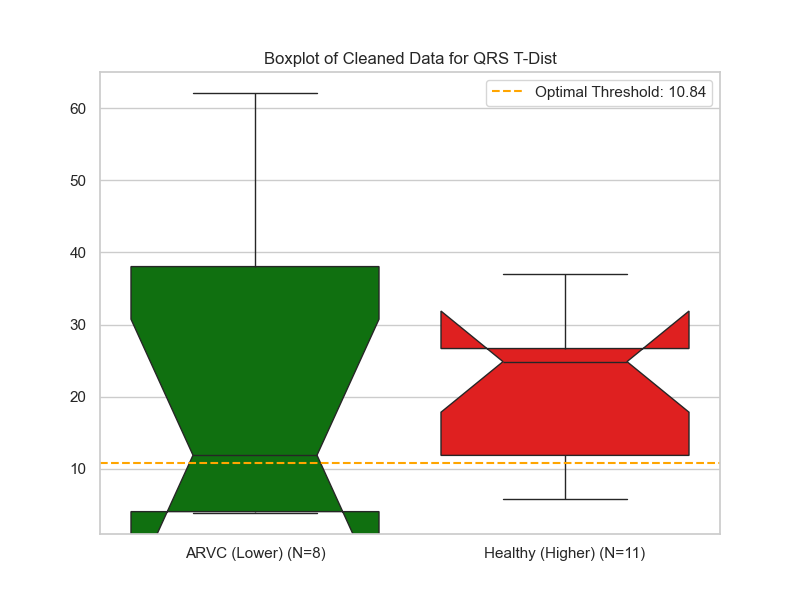 Boxplot of Cleaned Data for QRS T-Dist
Optimal Threshold: 10.84
60
50
40
30
20
10
ARVC (Lower) (N=8)
Healthy (Higher) (N=11)